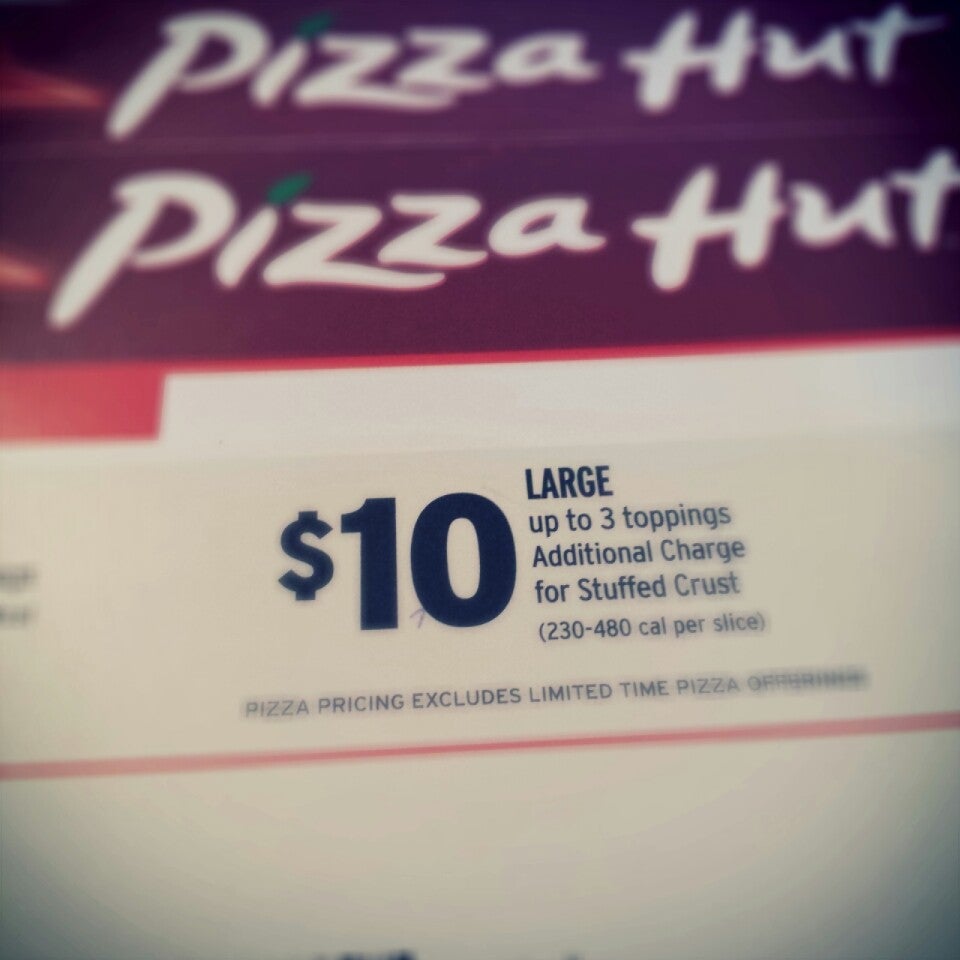 Pizza Hut
Pizza Hut
$10
LARGE
up to 3 toppings
Additional Charge
for Stuffed Crust
(230-480 cal per slice)
PIZZA PRICING EXCLUDES LIMITED TIME PIZZA OFFERINGS